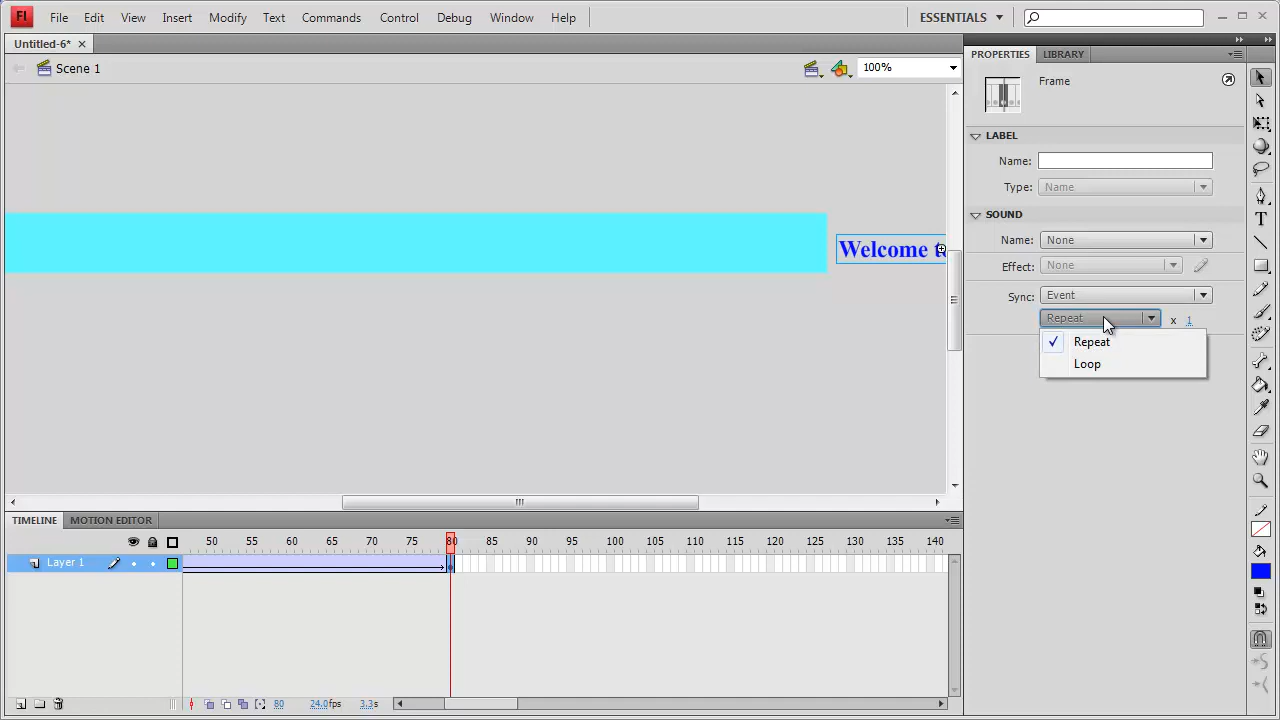 Fl File Edit View Insert Modify Text Commands Control Debug Window Help ESSENTIALS
Untitled-6* ×
Scene 1 100%
Welcome t
PROPERTIES LIBRARY
Frame
LABEL
Name:
Type: Name
SOUND
Name: None
Effect: None
Sync: Event
Repeat x 1
Repeat
Loop
TIMELINE MOTION EDITOR
50 55 60 65 70 75 80 85 90 95 100 105 110 115 120 125 130 135 140
Layer 1
80 24.0fps 3.3s